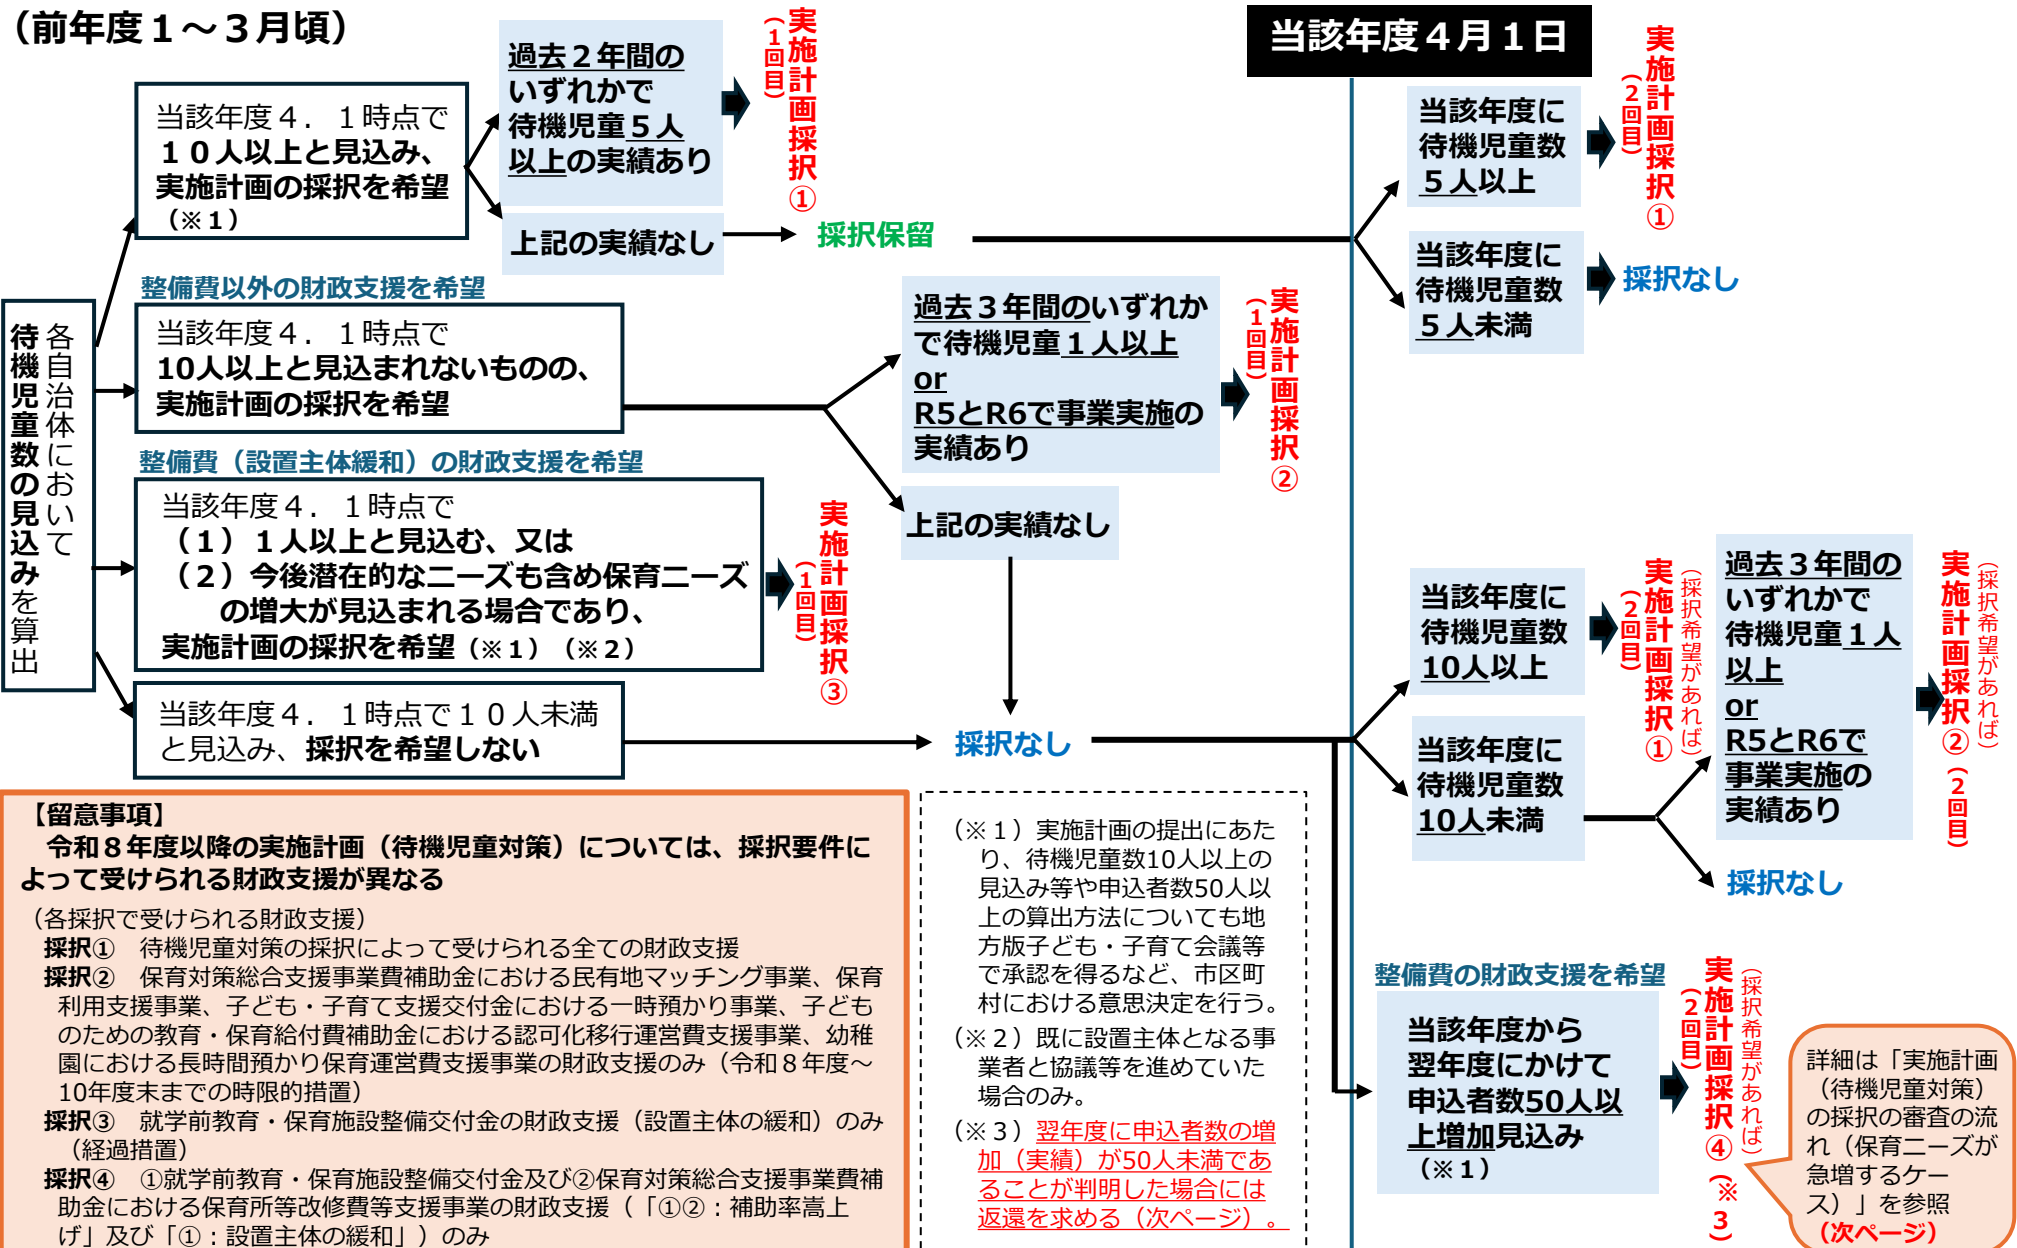 （前年度１～３月頃）
当該年度４月１日
各自治体において
待機児童数の見込みを算出
当該年度４．１時点で
１０人以上と見込み、
実施計画の採択を希望
（※１）
過去２年間の
いずれかで
待機児童５人
以上の実績あり
実施計画採択①
（１回目）
上記の実績なし
採択保留
当該年度に
待機児童数
５人以上
実施計画採択①
（２回目）
当該年度に
待機児童数
５人未満
採択なし
整備費以外の財政支援を希望
当該年度４．１時点で
10人以上と見込まれないものの、
実施計画の採択を希望
過去３年間のいずれか
で待機児童１人以上
or
R5とR6で事業実施の
実績あり
実施計画採択②
（１回目）
上記の実績なし
整備費（設置主体緩和）の財政支援を希望
当該年度４．１時点で
（１）１人以上と見込む、又は
（２）今後潜在的なニーズも含め保育ニーズ
の増大が見込まれる場合であり、
実施計画の採択を希望（※１）（※２）
実施計画採択③
（１回目）
当該年度４．１時点で１０人未満
と見込み、採択を希望しない
採択なし
当該年度に
待機児童数
10人以上
（採択希望があれば）
実施計画採択①
（２回目）
当該年度に
待機児童数
10人未満
過去３年間の
いずれかで
待機児童１人
以上
or
R5とR6で
事業実施の
実績あり
（採択希望があれば）
実施計画採択②（２回目）
採択なし
整備費の財政支援を希望
当該年度から
翌年度にかけて
申込者数50人以
上増加見込み
（※１）
（採択希望があれば）
実施計画採択④（※３）
（２回目）
詳細は「実施計画
（待機児童対策）
の採択の審査の流
れ（保育ニーズが
急増するケー
ス）」を参照
（次ページ）
【留意事項】
令和８年度以降の実施計画（待機児童対策）については、採択要件に
よって受けられる財政支援が異なる
（各採択で受けられる財政支援）
採択①　待機児童対策の採択によって受けられる全ての財政支援
採択②　保育対策総合支援事業費補助金における民有地マッチング事業、保育
利用支援事業、子ども・子育て支援交付金における一時預かり事業、子ども
のための教育・保育給付費補助金における認可化移行運営費支援事業、幼稚
園における長時間預かり保育運営費支援事業の財政支援のみ（令和８年度～
10年度末までの時限的措置）
採択③　就学前教育・保育施設整備交付金の財政支援（設置主体の緩和）のみ
（経過措置）
採択④　①就学前教育・保育施設整備交付金及び②保育対策総合支援事業費補
助金における保育所等改修費等支援事業の財政支援（「①②：補助率嵩上
げ」及び「①：設置主体の緩和」）のみ
（※１）実施計画の提出にあた
り、待機児童数10人以上の
見込み等や申込者数50人以
上の算出方法についても地
方版子ども・子育て会議等
で承認を得るなど、市区町
村における意思決定を行う。
（※２）既に設置主体となる事
業者と協議等を進めていた
場合のみ。
（※３）翌年度に申込者数の増
加（実績）が50人未満であ
ることが判明した場合には
返還を求める（次ページ）。